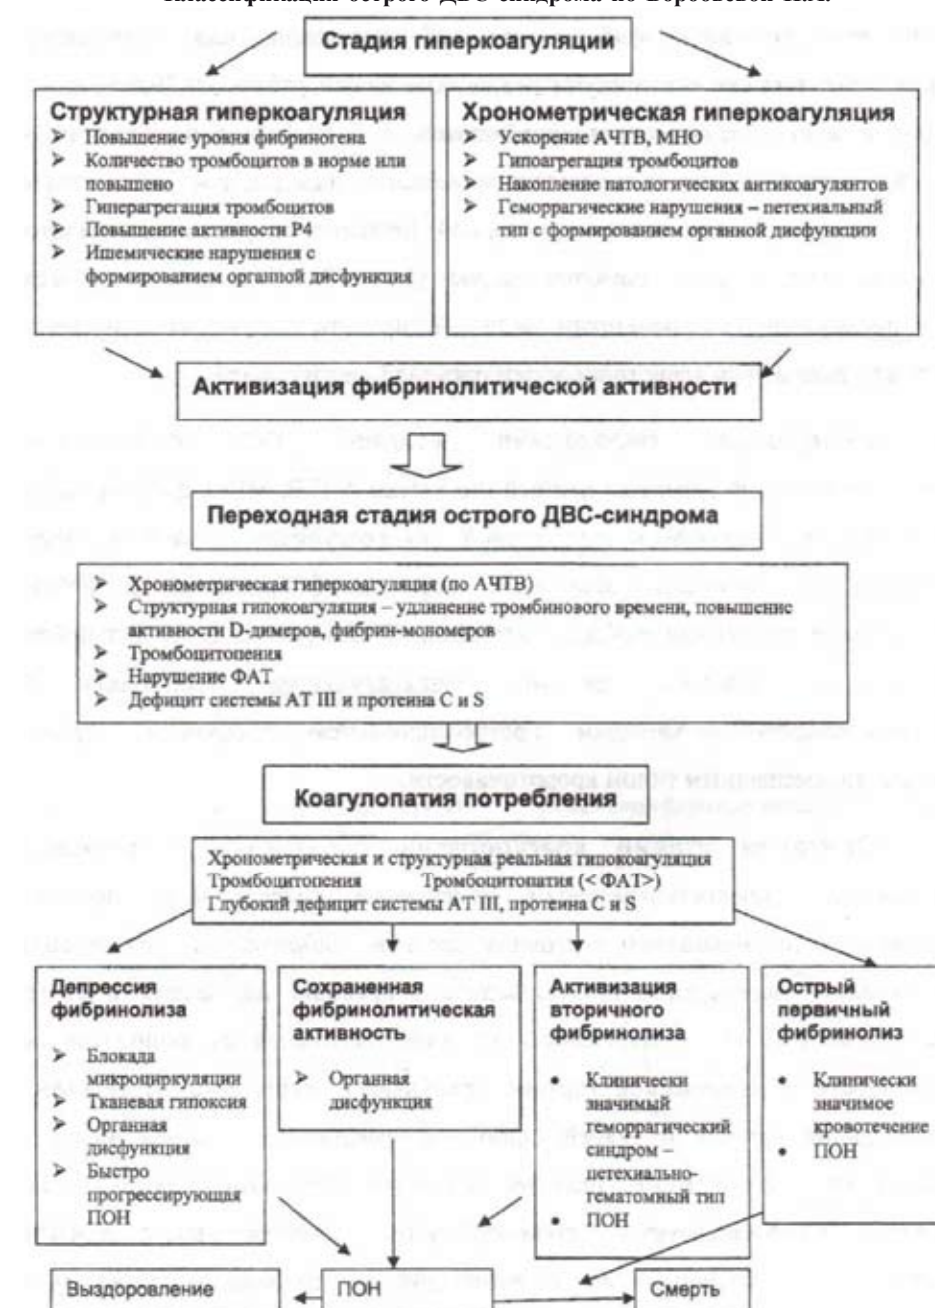 Классификация острого ДВС-синдрома по Воробьевой Н.А.
Стадия гиперкоагуляции
Структурная гиперкоагуляция
➢ Повышение уровня фибриногена
➢ Количество тромбоцитов в норме или
повышено
➢ Гиперагрегация тромбоцитов
➢ Повышение активности Р4
➢ Ишемические нарушения с
формированием органной дисфункция
Хронометрическая гиперкоагуляция
➢ Ускорение АЧТВ, МНО
➢ Гипоагрегация тромбоцитов
➢ Накопление патологических антикоагулянтов
➢ Геморрагические нарушения – петехиальный
тип с формированием органной дисфункции
Активизация фибринолитической активности
Переходная стадия острого ДВС-синдрома
➢ Хронометрическая гиперкоагуляция (по АЧТВ)
➢ Структурная гипокоагуляция – удлинение тромбинового времени, повышение
активности D-димеров, фибрин-мономеров
➢ Тромбоцитопения
➢ Нарушение ФАТ
➢ Дефицит системы АТ III и протеина С и S
Коагулопатия потребления
Хронометрическая и структурная реальная гипокоагуляция
Тромбоцитопения Тромбоцитопатия (< ФАТ>)
Глубокий дефицит системы АТ III, протеина С и S
Депрессия
фибринолиза
➢ Блокада
микроциркуляции
➢ Тканевая гипоксия
➢ Органная
дисфункция
➢ Быстро
прогрессирующая
ПОН
Сохраненная
фибринолитическая
активность
➢ Органная
дисфункция
Активизация
вторичного
фибринолиза
• Клинически
значимый
геморрагический
синдром –
петехиально-
гематомный тип
• ПОН
Острый
первичный
фибринолиз
• Клинически
значимое
кровотечение
• ПОН
Выздоровление
ПОН
Смерть